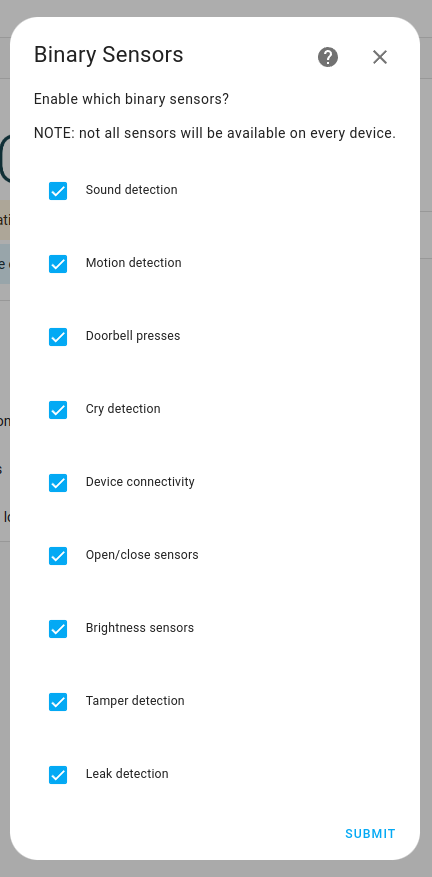 Binary Sensors
Enable which binary sensors?
NOTE: not all sensors will be available on every device.
Sound detection
Motion detection
Doorbell presses
Cry detection
Device connectivity
Open/close sensors
Brightness sensors
Tamper detection
Leak detection
SUBMIT